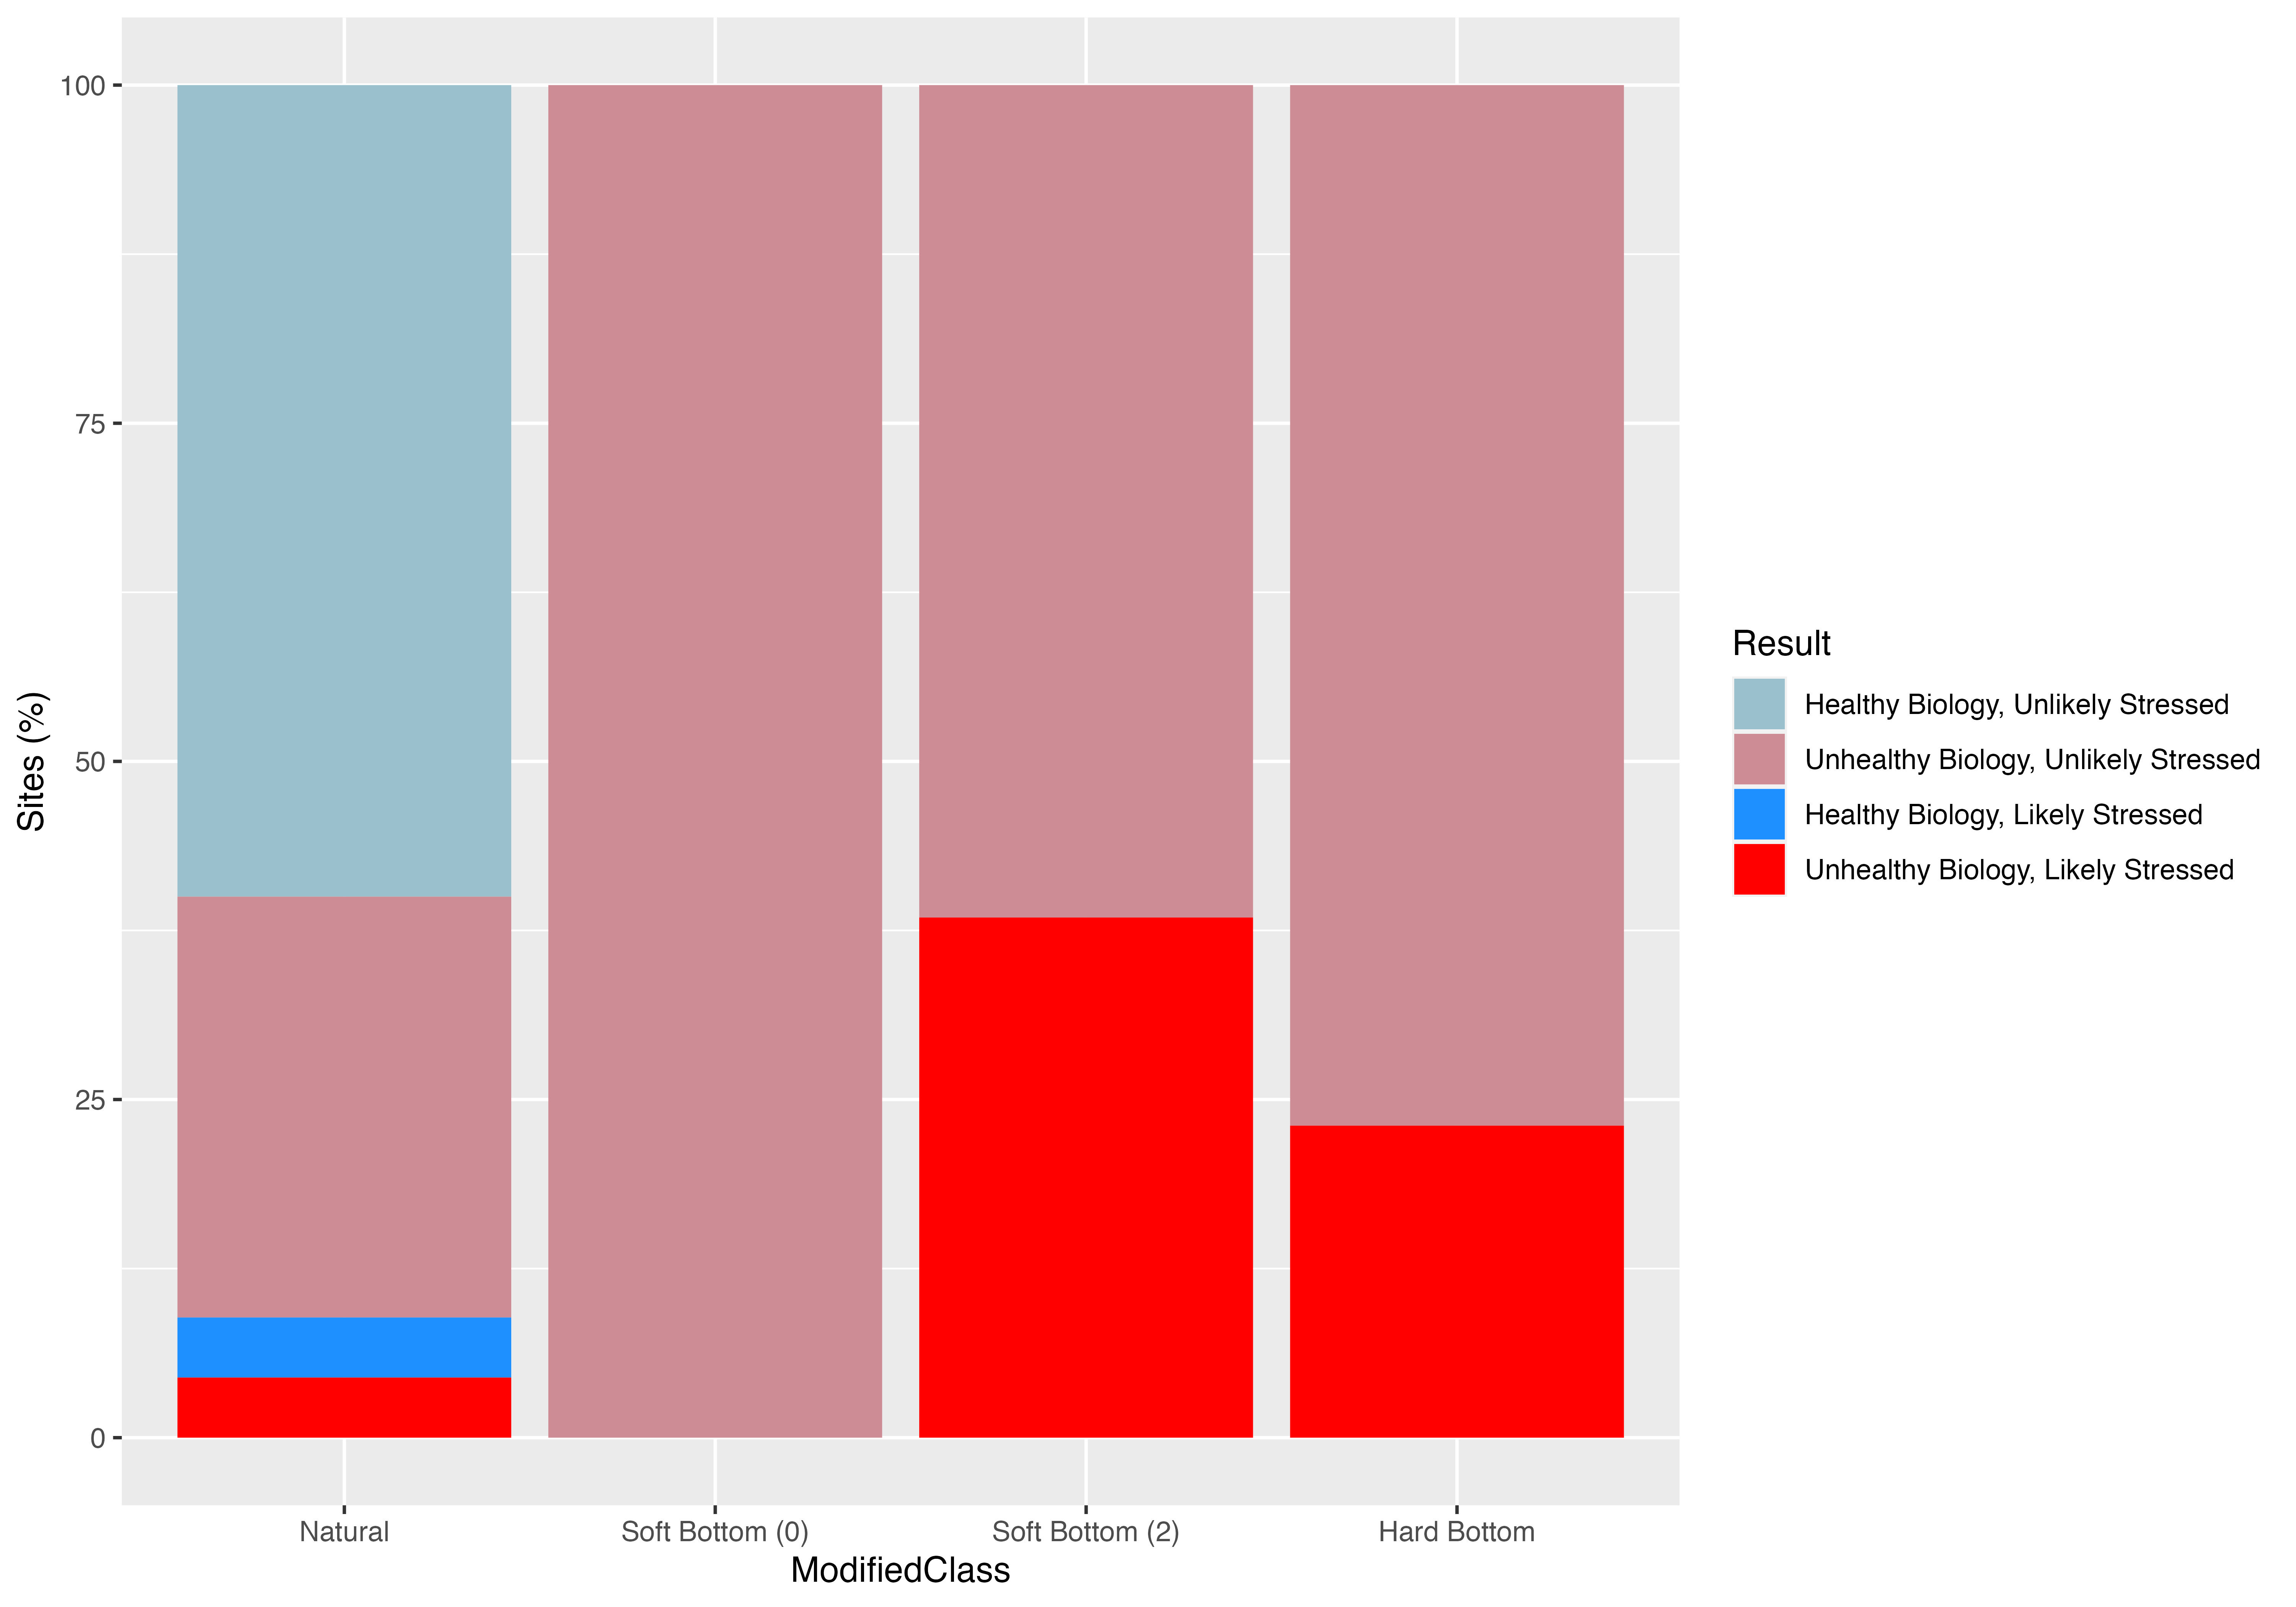 100
75
50
25
0
Sites (%)
Natural
Soft Bottom (0)
Soft Bottom (2)
Hard Bottom
ModifiedClass
Result
Healthy Biology, Unlikely Stressed
Unhealthy Biology, Unlikely Stressed
Healthy Biology, Likely Stressed
Unhealthy Biology, Likely Stressed